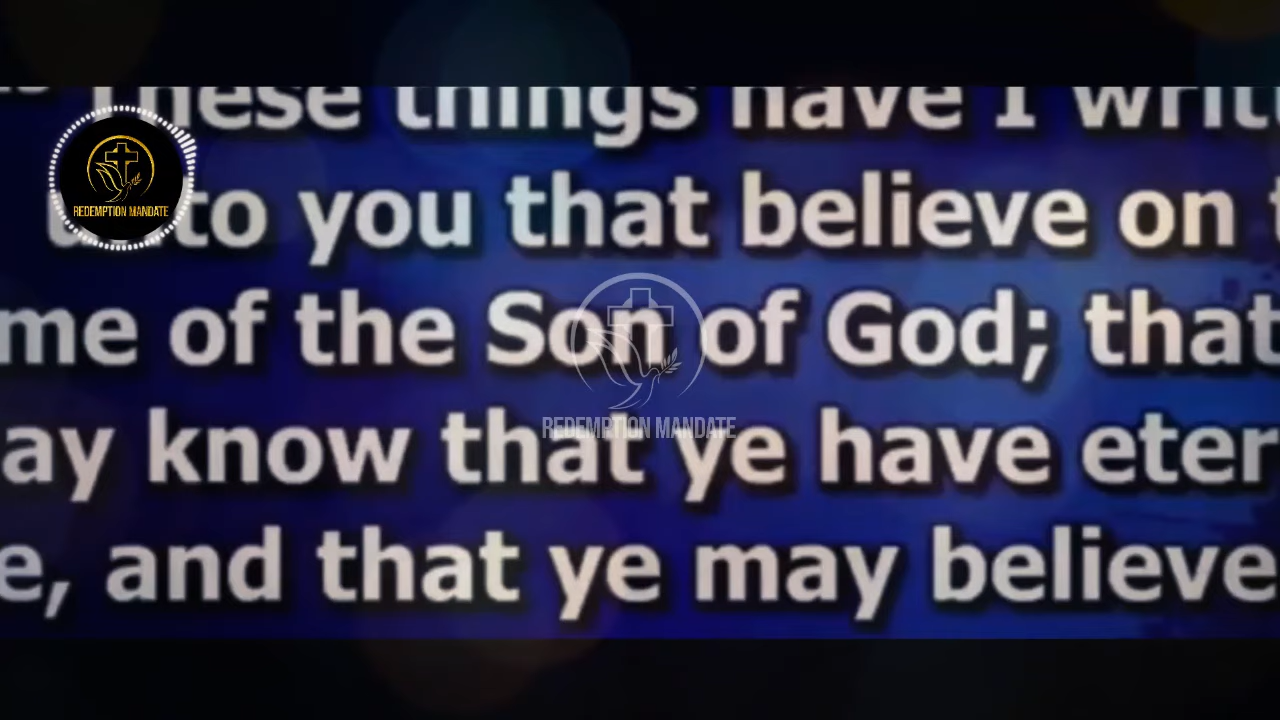 These things have I writ
to you that believe on
me of the Son of God; that
ay know that ye have eter
e, and that ye may believe
REDEMPTION MANDATE
REDEMPTION MANDATE